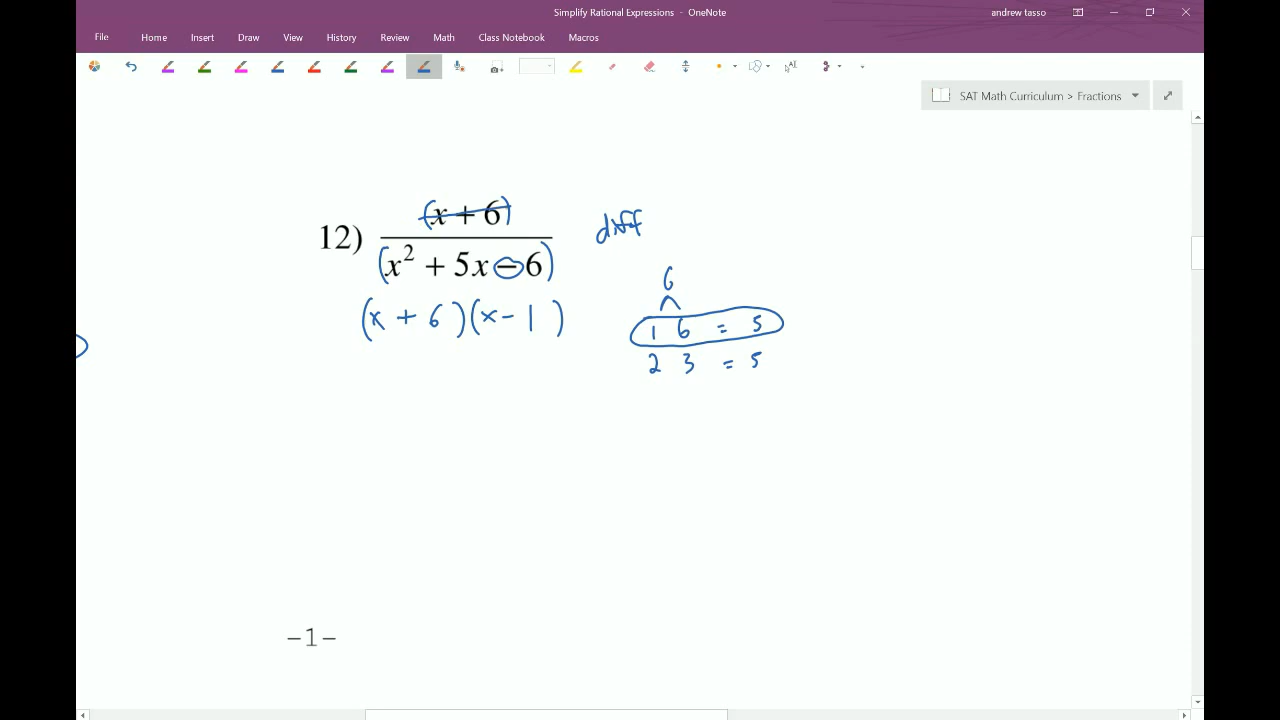 Simplify Rational Expressions - OneNote
andrew tasso
File Home Insert Draw View History Review Math Class Notebook Macros
SAT Math Curriculum > Fractions
(x + 6) diff
12)
(x² + 5x − 6)
6
(x + 6)(x − 1)
1 6 = 5
2 3 = 5
-1-